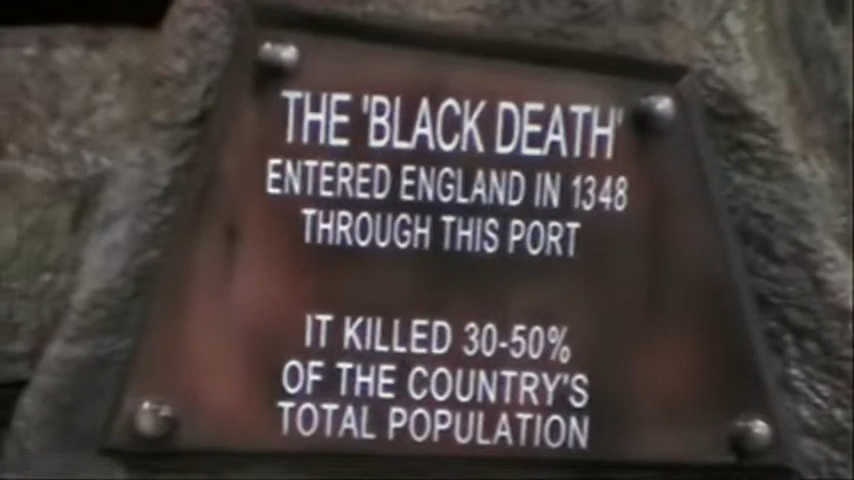 THE 'BLACK DEATH'
ENTERED ENGLAND IN 1348
THROUGH THIS PORT
IT KILLED 30-50%
OF THE COUNTRY'S
TOTAL POPULATION